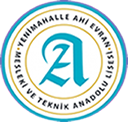 YENİMAHALLE AHİ EVRAN
MESLEKİ VE TEKNİK ANADOLU LİSESİ
A